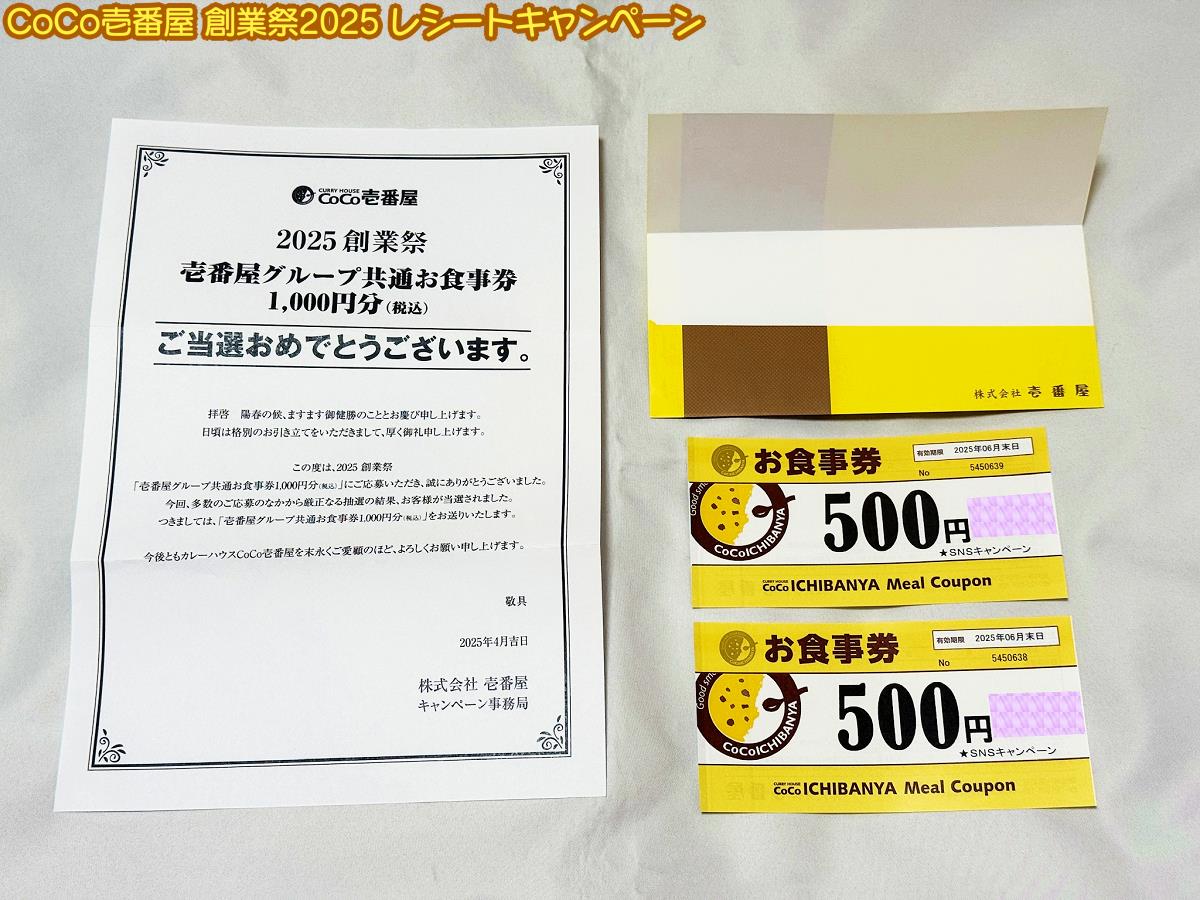 CoCo壱番屋 創業祭2025 レシートキャンペーン
CURRY HOUSE
CoCo壱番屋
2025 創業祭
壱番屋グループ共通お食事券
1,000円分(税込)
ご当選おめでとうございます。
拝啓 陽春の候、ますます御健勝のこととお慶び申し上げます。
日頃は格別のお引き立てをいただきまして、厚く御礼申し上げます。
この度は、2025 創業祭
「壱番屋グループ共通お食事券1,000円分(税込)」にご応募いただき、誠にありがとうございました。
今回、多数のご応募のなかから厳正なる抽選の結果、お客様が当選されました。
つきましては、「壱番屋グループ共通お食事券1,000円分(税込)」をお送りいたします。
今後ともカレーハウスCoCo壱番屋を末永くご愛顧のほど、よろしくお願い申し上げます。
敬具
2025年4月吉日
株式会社 壱番屋
キャンペーン事務局
株式会社 壱番屋
お食事券
有効期限 2025年06月末日
No 5450639
Good
CoCoICHIBANYA
500円
★SNSキャンペーン
CURRY HOUSE
CoCo ICHIBANYA Meal Coupon
お食事券
有効期限 2025年06月末日
No 5450638
Good
CoCoICHIBANYA
500円
★SNSキャンペーン
CURRY HOUSE
CoCo ICHIBANYA Meal Coupon